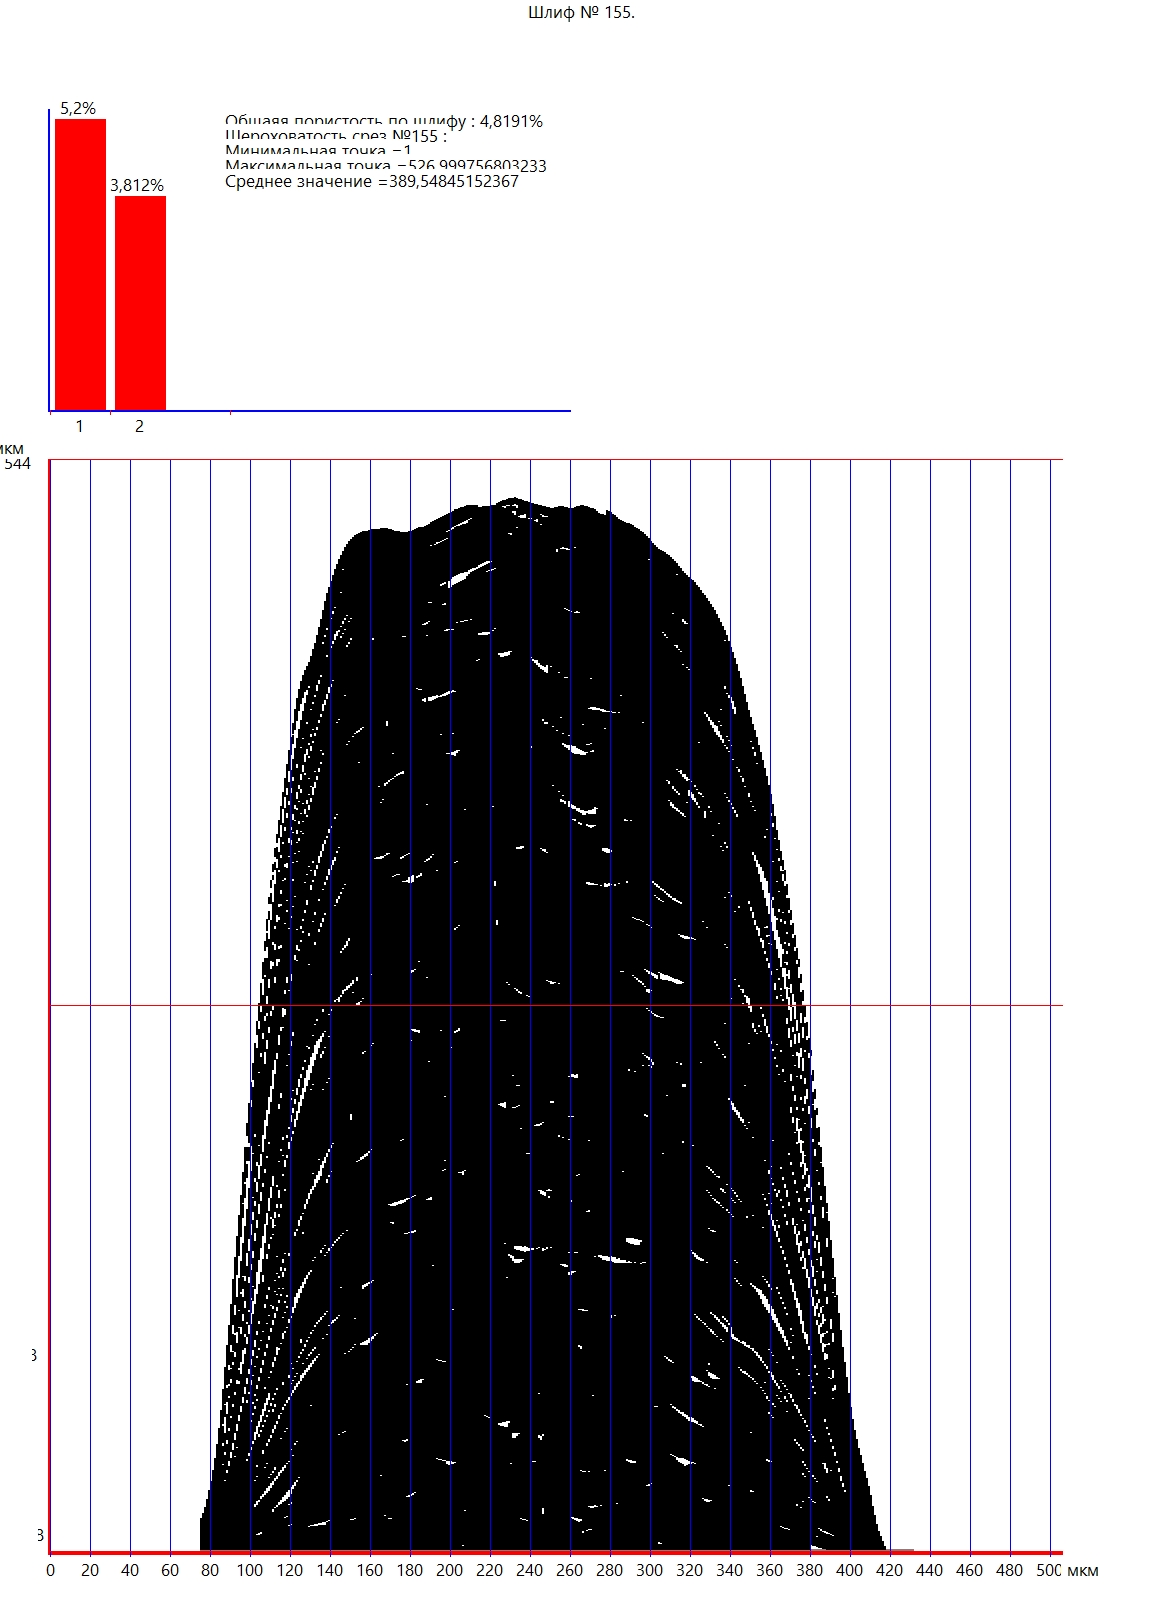 Шлиф № 155.
5,2%
3,812%
Общаяя пористость по шлифу : 4,8191%
Шероховатость срез №155 :
Минимальная точка =1
Максимальная точка =526,999756803233
Среднее значение =389,54845152367
1 2
мкм
544
3
8
0 20 40 60 80 100 120 140 160 180 200 220 240 260 280 300 320 340 360 380 400 420 440 460 480 500 мкм